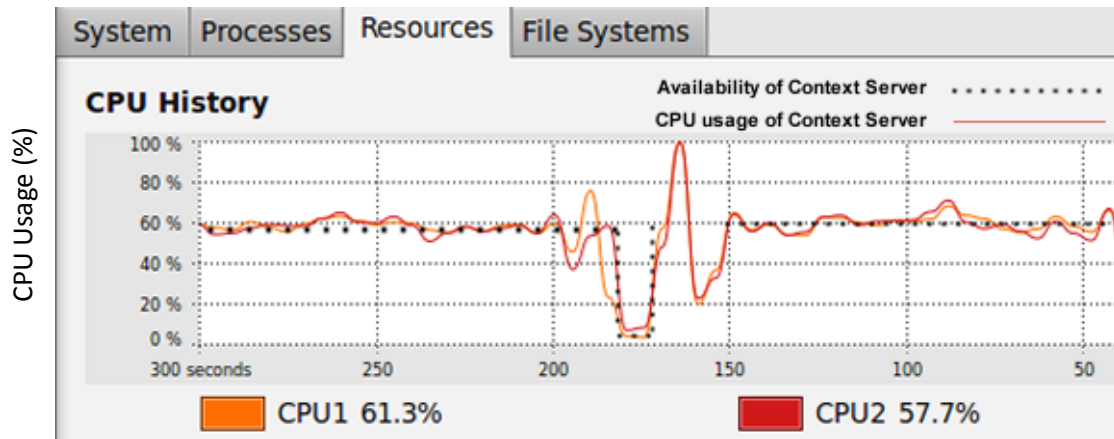 System Processes Resources File Systems
CPU History
Availability of Context Server
CPU usage of Context Server
CPU Usage (%)
100 %
80 %
60 %
40 %
20 %
0 %
300 seconds 250 200 150 100 50
CPU1 61.3% CPU2 57.7%